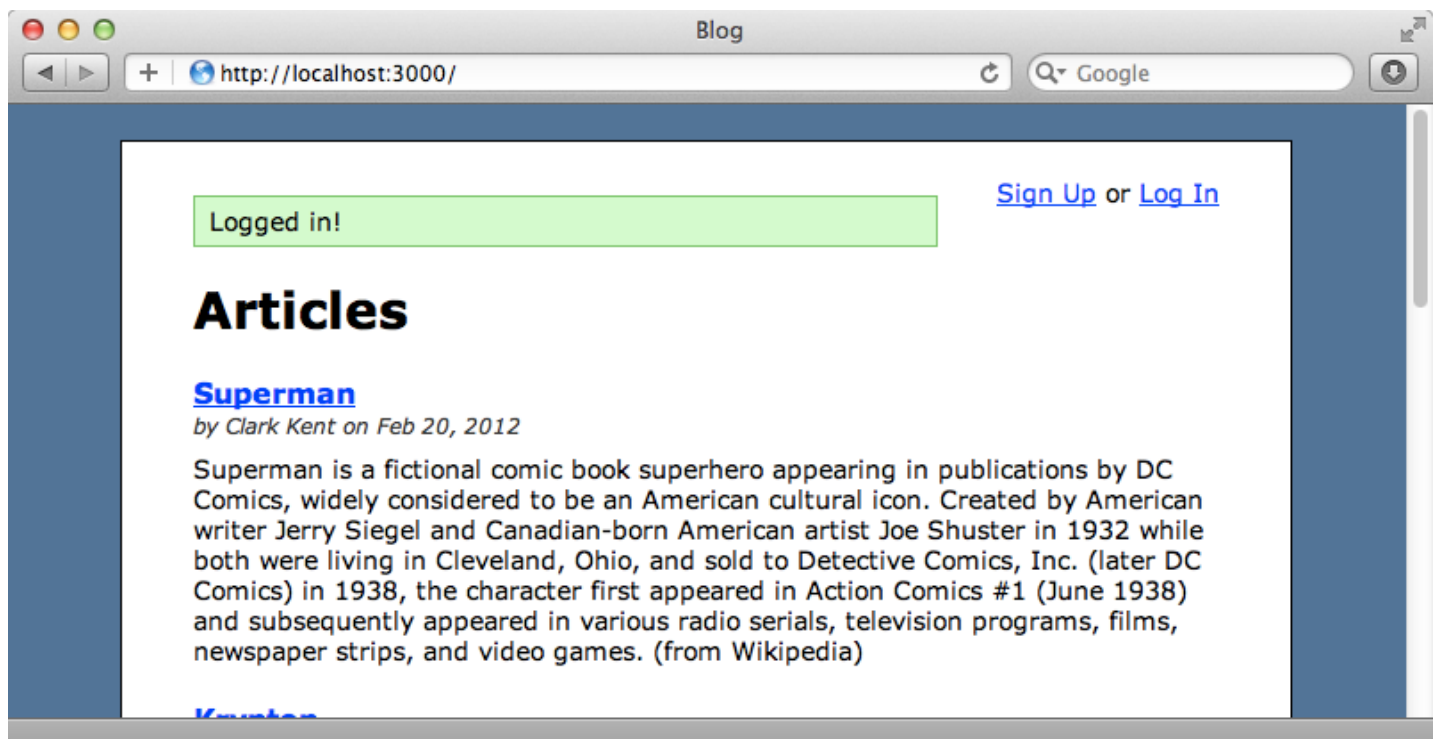 Blog
http://localhost:3000/
Google
Sign Up or Log In
Logged in!
Articles
Superman
by Clark Kent on Feb 20, 2012
Superman is a fictional comic book superhero appearing in publications by DC
Comics, widely considered to be an American cultural icon. Created by American
writer Jerry Siegel and Canadian-born American artist Joe Shuster in 1932 while
both were living in Cleveland, Ohio, and sold to Detective Comics, Inc. (later DC
Comics) in 1938, the character first appeared in Action Comics #1 (June 1938)
and subsequently appeared in various radio serials, television programs, films,
newspaper strips, and video games. (from Wikipedia)
Krypton